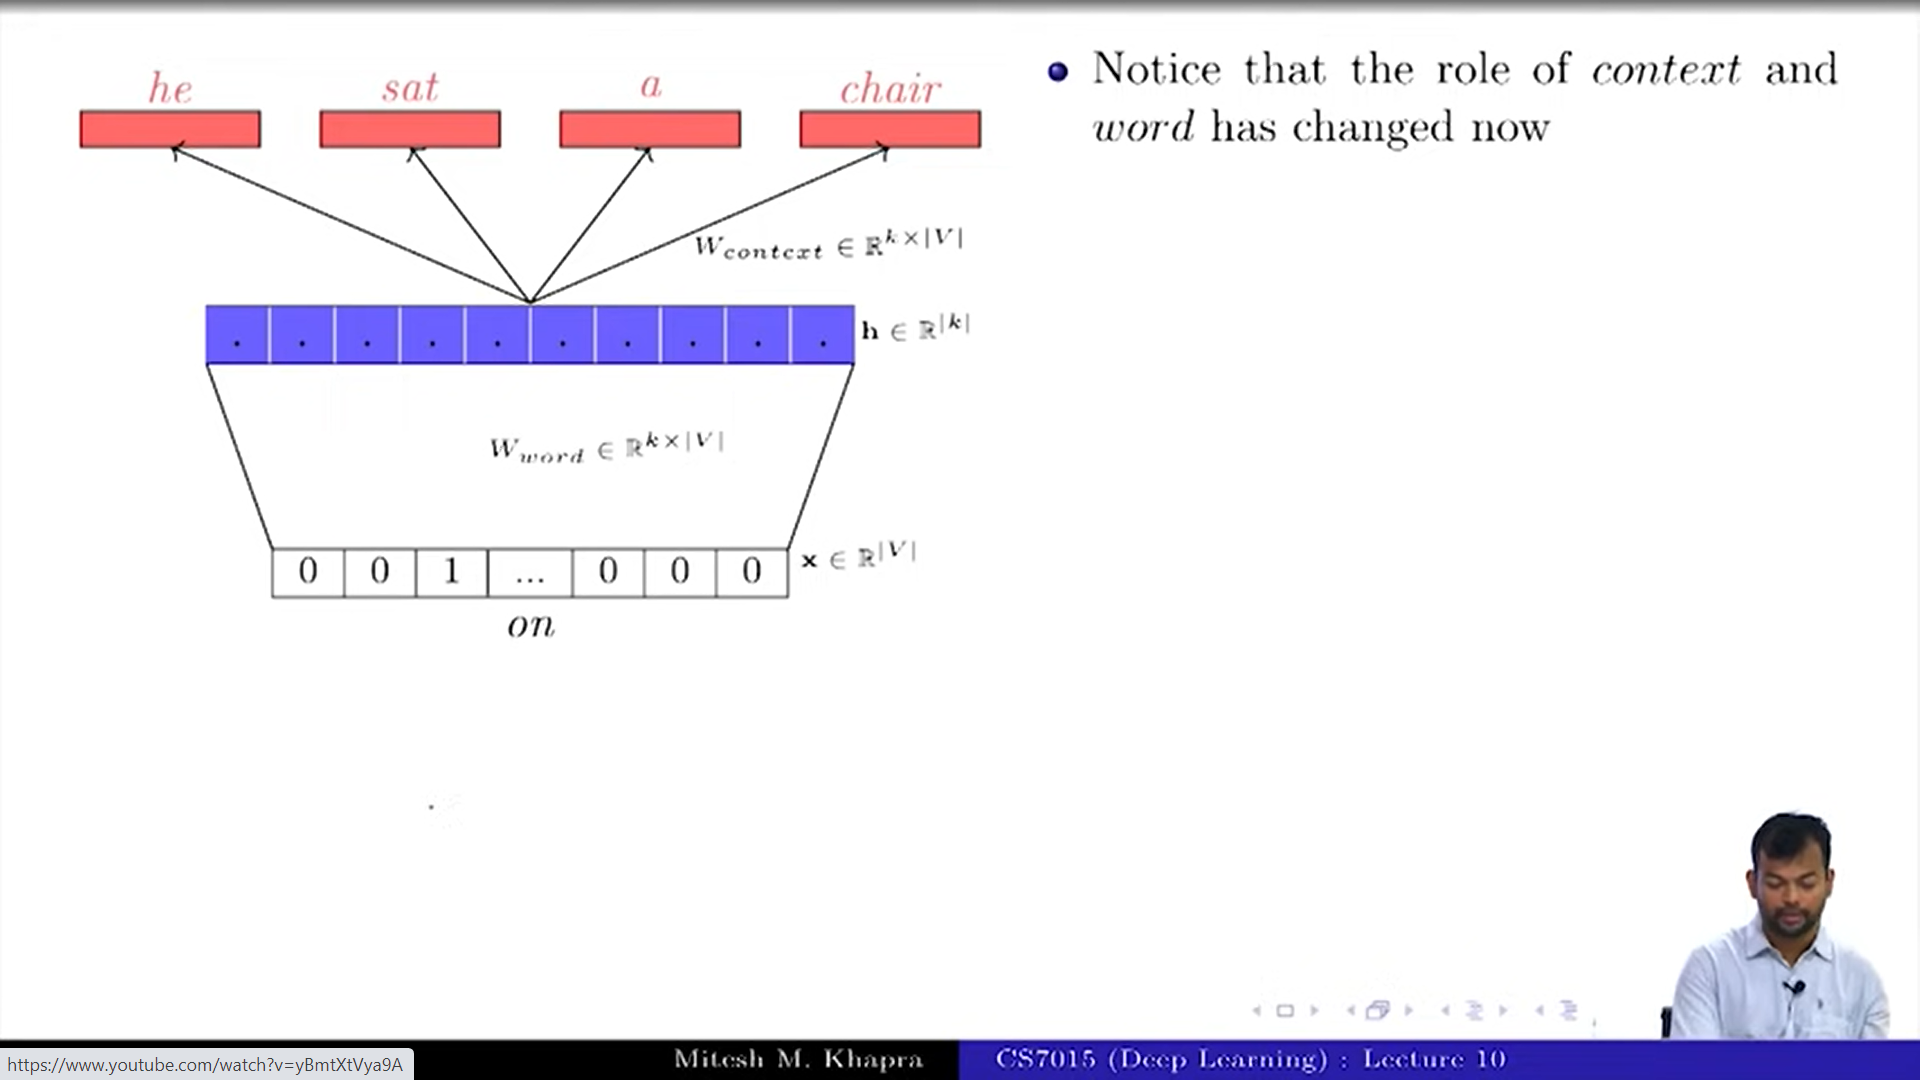 he sat a chair
W_context ∈ ℝ^{k×|V|}
. . . . . . . . . .
h ∈ ℝ^{|k|}
W_word ∈ ℝ^{k×|V|}
0 0 1 ... 0 0 0
x ∈ ℝ^{|V|}
on
Notice that the role of context and
word has changed now
https://www.youtube.com/watch?v=yBmtXtVya9A
Mitesh M. Khapra
CS7015 (Deep Learning) : Lecture 10